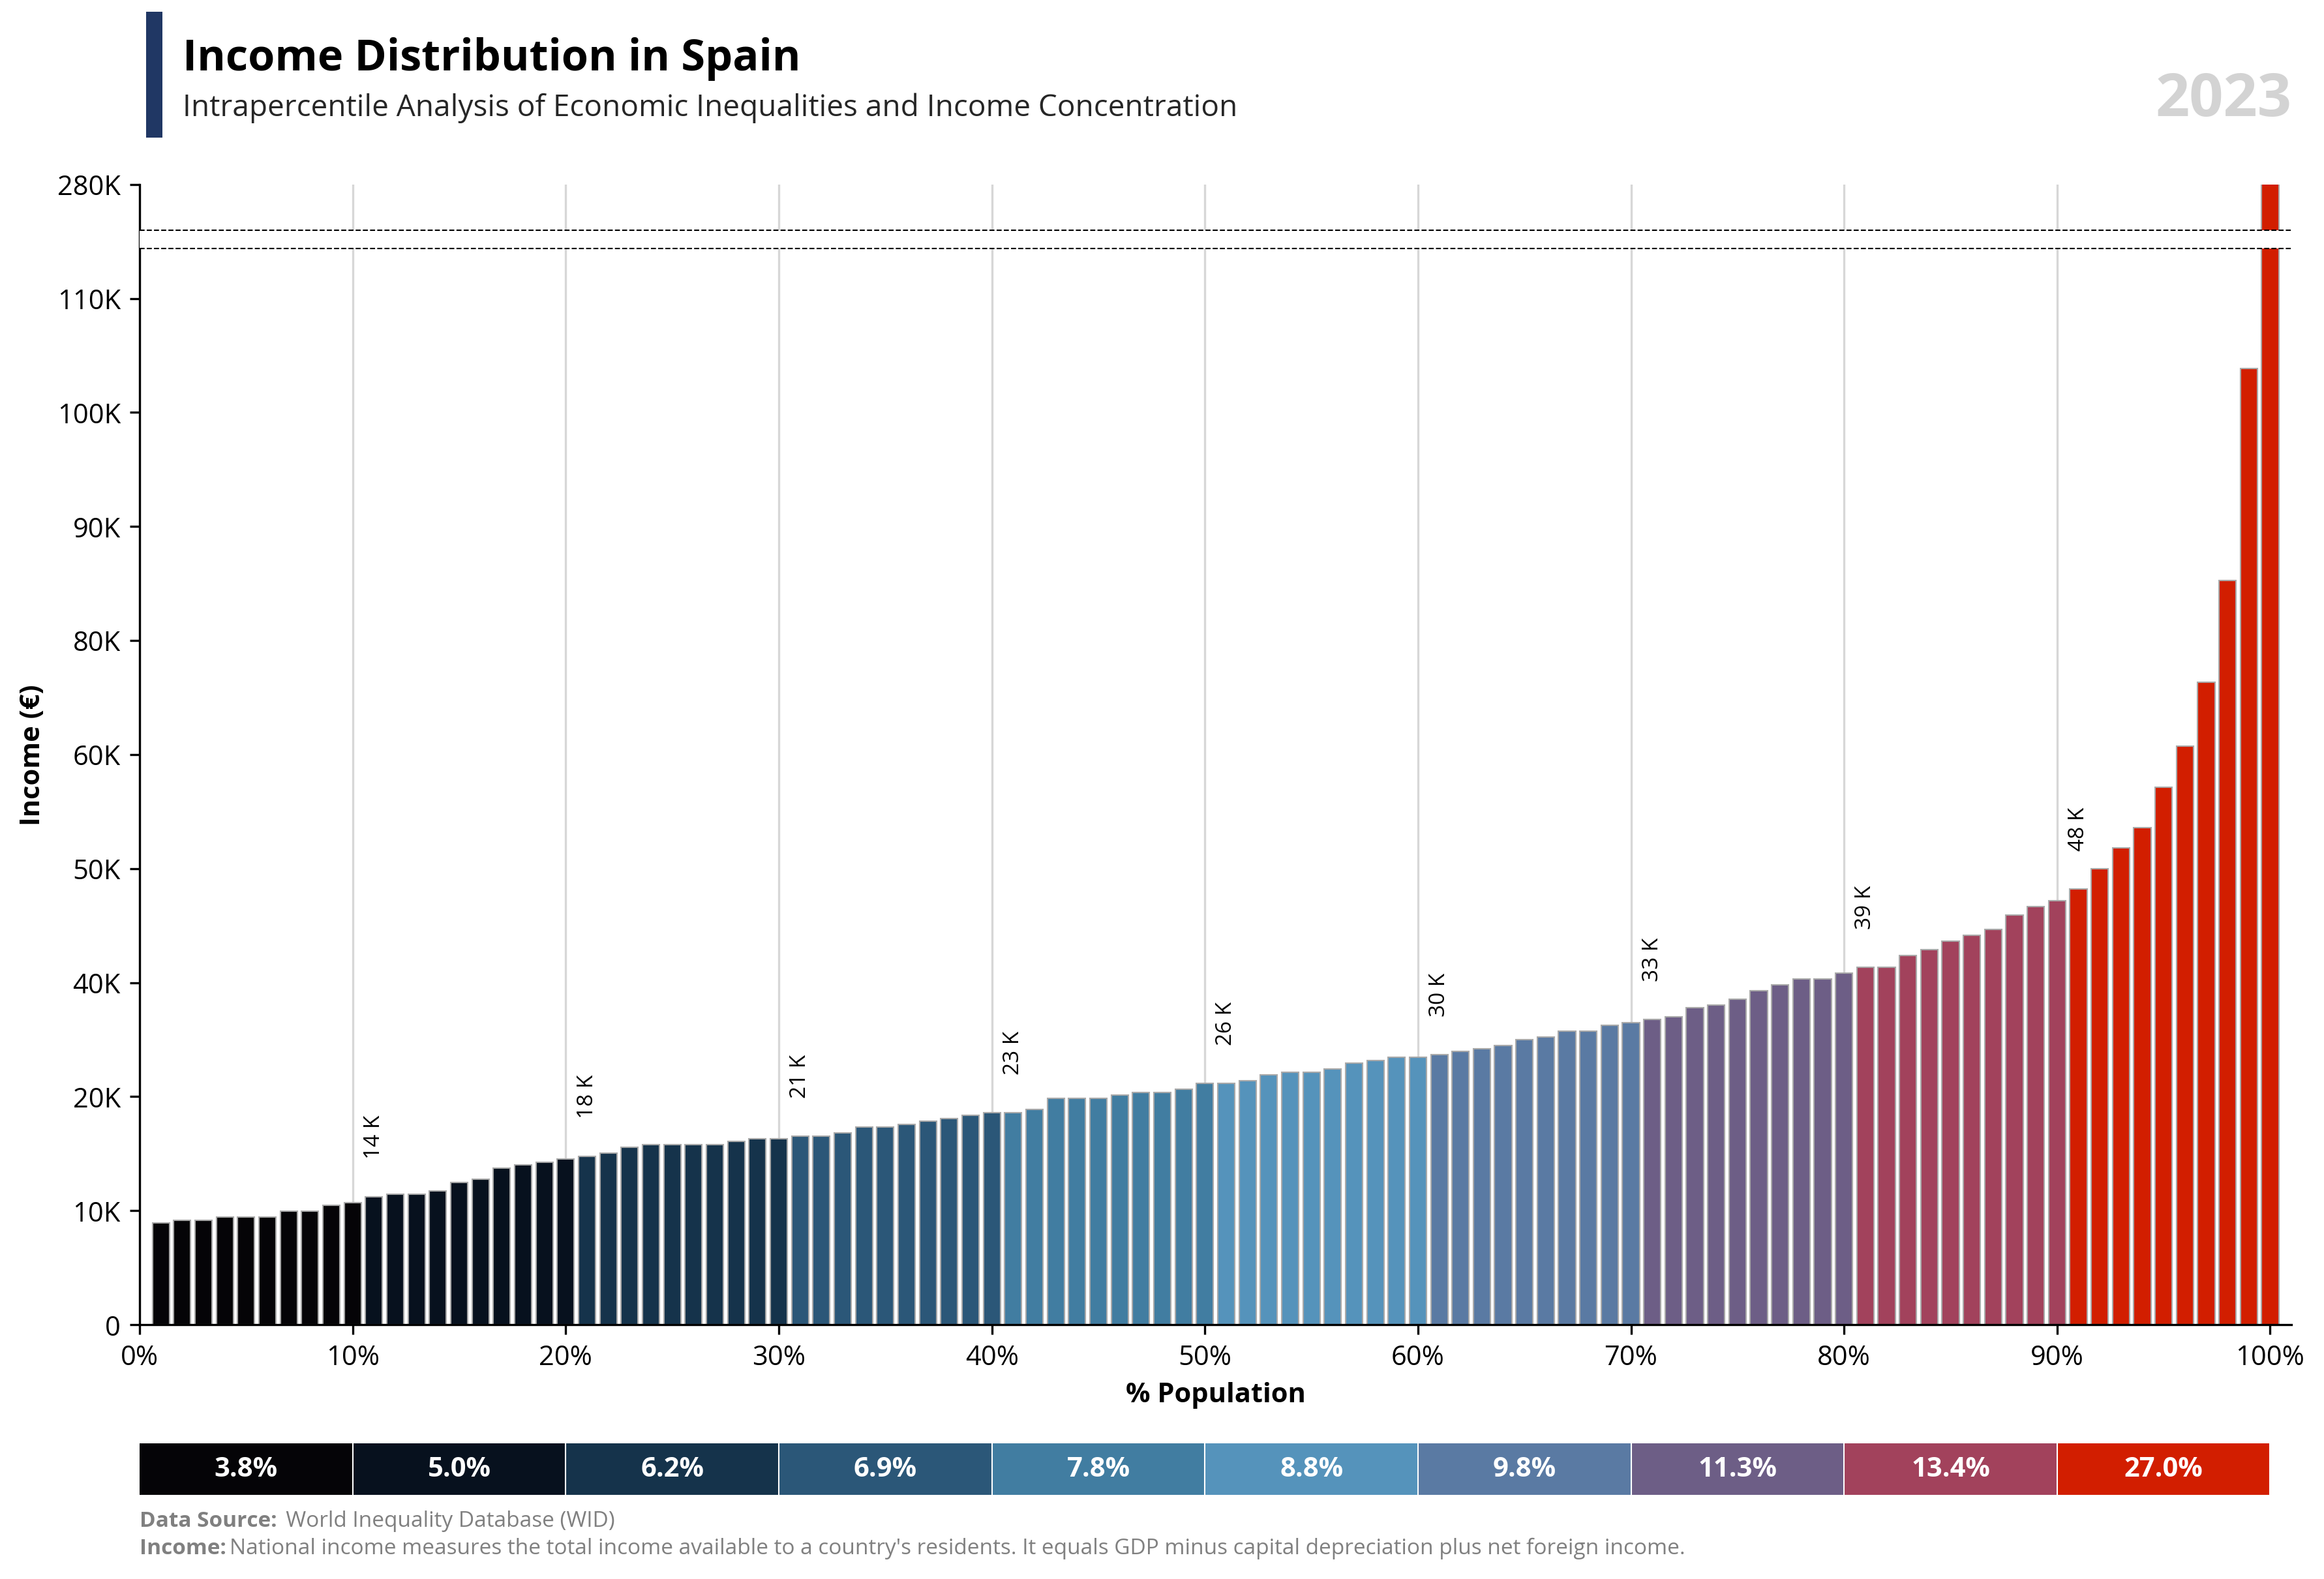 Income Distribution in Spain
Intrapercentile Analysis of Economic Inequalities and Income Concentration
2023
280K
110K
100K
90K
80K
60K
50K
40K
20K
10K
0
Income (€)
14 K
18 K
21 K
23 K
26 K
30 K
33 K
39 K
48 K
0% 10% 20% 30% 40% 50% 60% 70% 80% 90% 100%
% Population
3.8% 5.0% 6.2% 6.9% 7.8% 8.8% 9.8% 11.3% 13.4% 27.0%
Data Source: World Inequality Database (WID)
Income: National income measures the total income available to a country's residents. It equals GDP minus capital depreciation plus net foreign income.